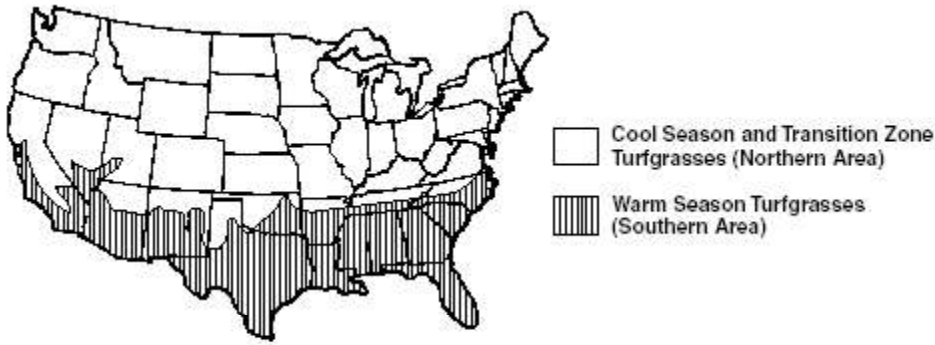 Cool Season and Transition Zone
Turfgrasses (Northern Area)
Warm Season Turfgrasses
(Southern Area)